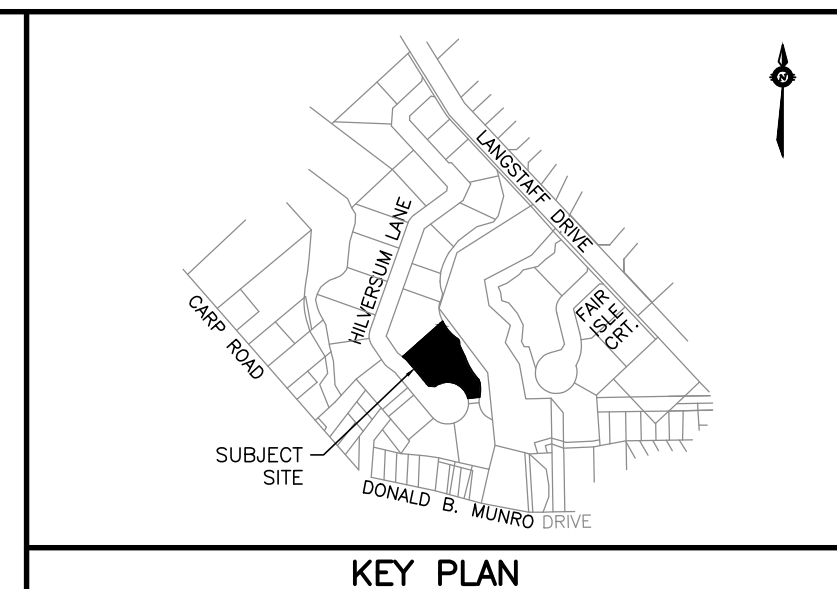 N
LANGSTAFF DRIVE
HILVERSUM LANE
FAIR
ISLE
CRT.
CARP ROAD
SUBJECT
SITE
DONALD B. MUNRO DRIVE
KEY PLAN